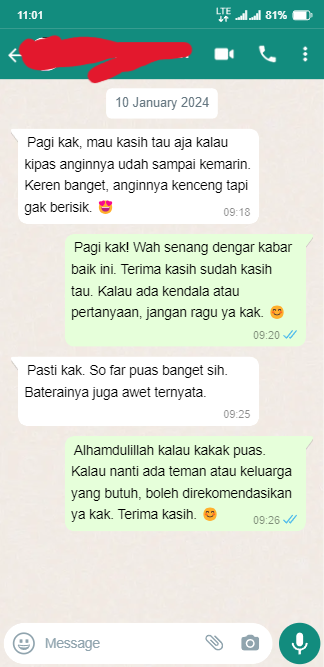 11:01
LTE
81%
10 January 2024
Pagi kak, mau kasih tau aja kalau
kipas anginnya udah sampai kemarin.
Keren banget, anginnya kenceng tapi
gak berisik. 😍
09:18
Pagi kak! Wah senang dengar kabar
baik ini. Terima kasih sudah kasih
tau. Kalau ada kendala atau
pertanyaan, jangan ragu ya kak. 😊
09:20
Pasti kak. So far puas banget sih.
Baterainya juga awet ternyata.
09:25
Alhamdulillah kalau kakak puas.
Kalau nanti ada teman atau keluarga
yang butuh, boleh direkomendasikan
ya kak. Terima kasih. 😊
09:26
Message